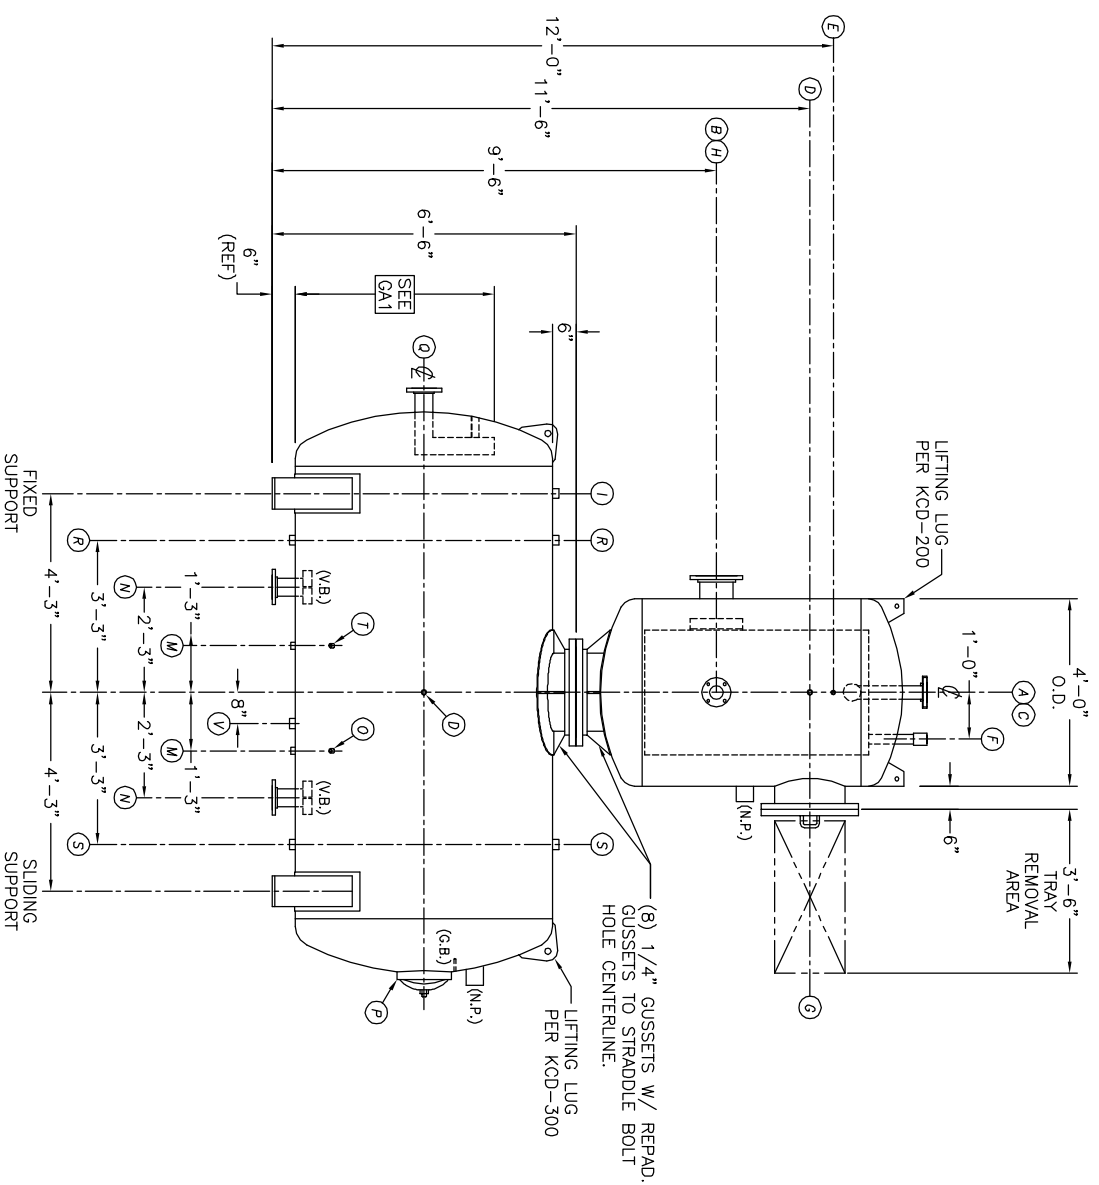 12'-0"
11'-6"
9'-6"
6'-6"
6"
(REF)
SEE
GA1
6"
E
D
B
H
Q
℄
LIFTING LUG
PER KCD-200
4'-0"
O.D.
1'-0"
A
C
℄
F
6"
3'-6"
TRAY
REMOVAL
AREA
(N.P.)
G
I
R
S
(8) 1/4" GUSSETS W/ REPAD.
GUSSETS TO STRADDLE BOLT
HOLE CENTERLINE.
LIFTING LUG
PER KCD-300
(G.B.)
(N.P.)
P
D
T
O
(V.B.)
(V.B.)
1'-3"
M
8"
V
M
1'-3"
N
2'-3"
2'-3"
N
R
3'-3"
3'-3"
S
4'-3"
4'-3"
FIXED
SUPPORT
SLIDING
SUPPORT